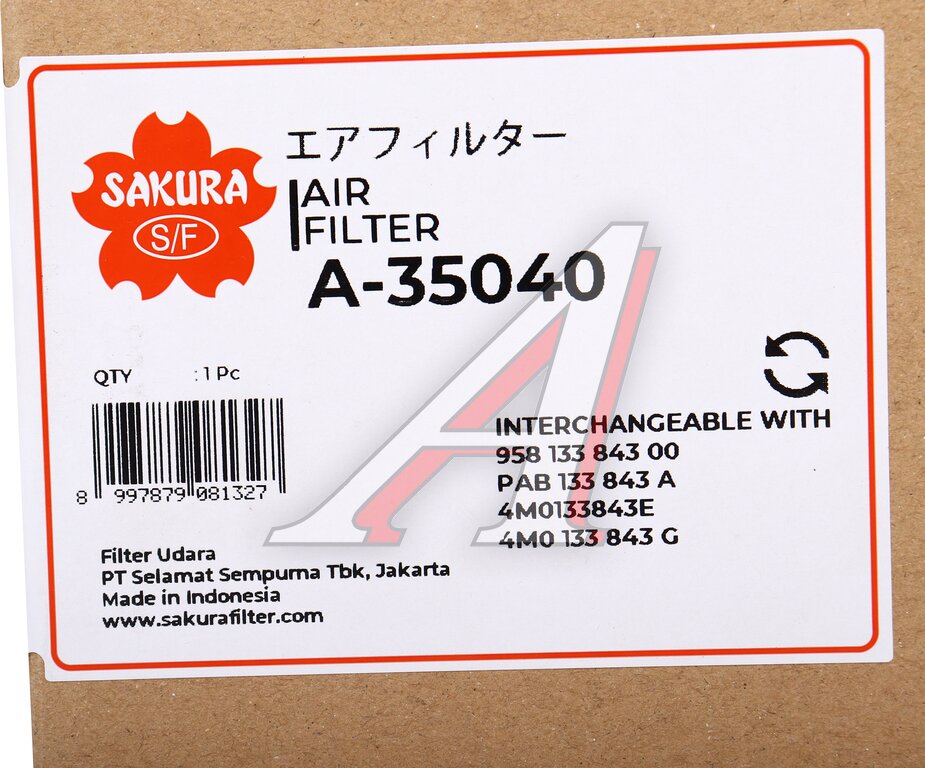 SAKURA
S/F
エアフィルター
AIR
FILTER
A-35040
QTY : 1 Pc
8 997879 081327
INTERCHANGEABLE WITH
958 133 843 00
PAB 133 843 A
4M0133843E
4M0 133 843 G
Filter Udara
PT Selamat Sempurna Tbk, Jakarta
Made in Indonesia
www.sakurafilter.com